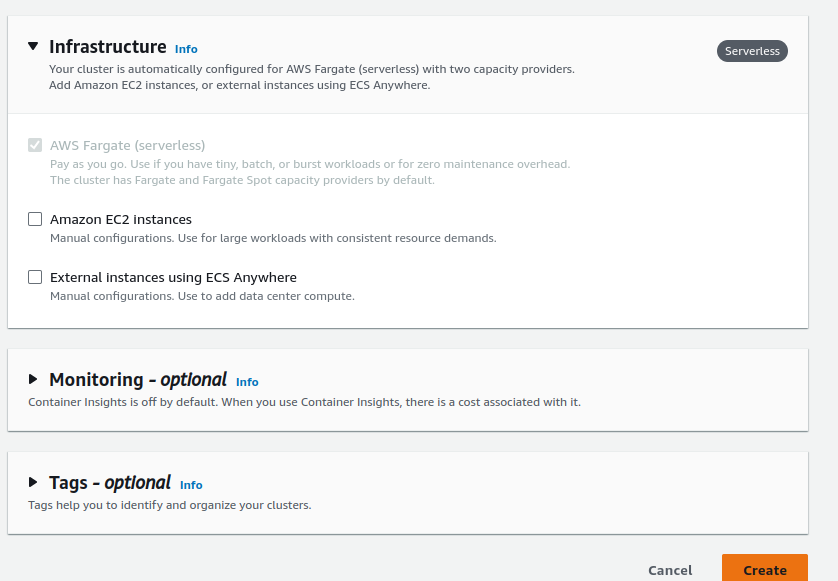 Infrastructure Info
Serverless
Your cluster is automatically configured for AWS Fargate (serverless) with two capacity providers.
Add Amazon EC2 instances, or external instances using ECS Anywhere.
AWS Fargate (serverless)
Pay as you go. Use if you have tiny, batch, or burst workloads or for zero maintenance overhead.
The cluster has Fargate and Fargate Spot capacity providers by default.
Amazon EC2 instances
Manual configurations. Use for large workloads with consistent resource demands.
External instances using ECS Anywhere
Manual configurations. Use to add data center compute.
Monitoring - optional Info
Container Insights is off by default. When you use Container Insights, there is a cost associated with it.
Tags - optional Info
Tags help you to identify and organize your clusters.
Cancel Create